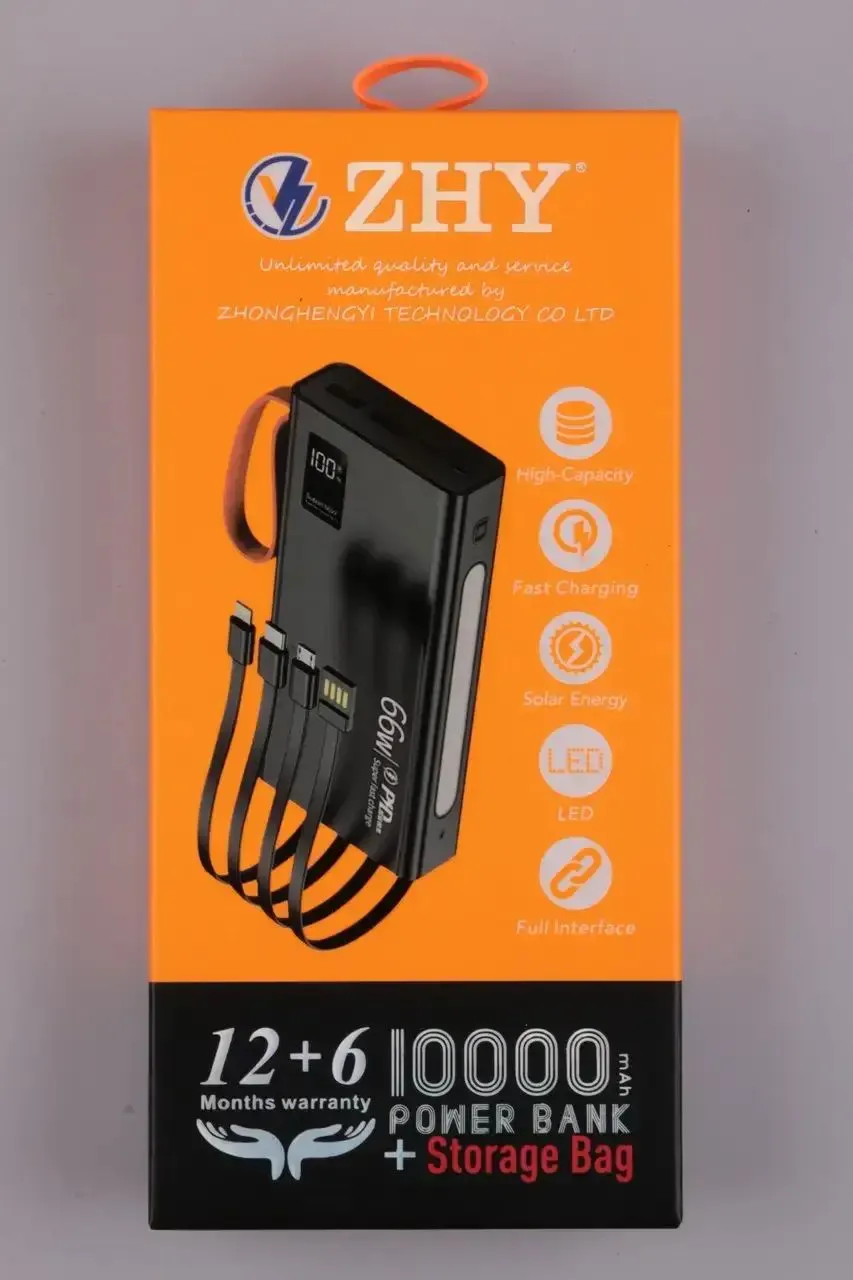 ZHY®
Unlimited quality and service
manufactured by
ZHONGHENGYI TECHNOLOGY CO LTD
100%
High-Capacity
Fast Charging
Solar Energy
LED
LED
Full Interface
66W
Super fast charge
12+6
Months warranty
10000mAh
POWER BANK
+ Storage Bag